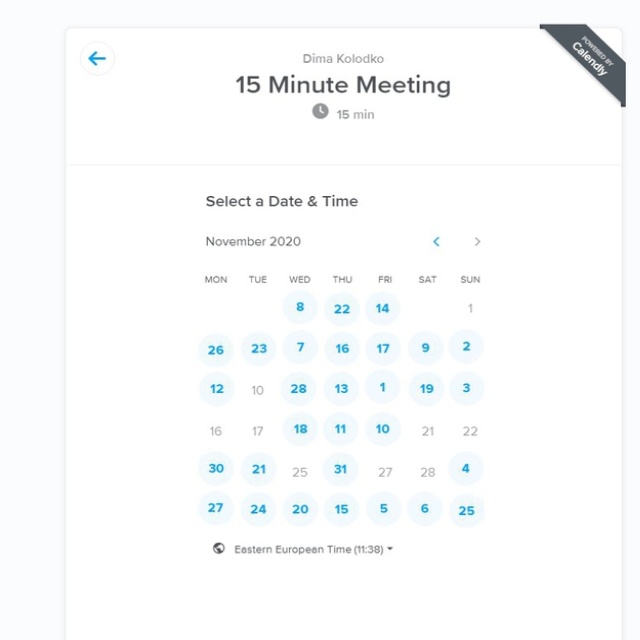 Dima Kolodko
15 Minute Meeting
15 min
POWERED BY
Calendly
Select a Date & Time
November 2020
MON TUE WED THU FRI SAT SUN
8 22 14 1
26 23 7 16 17 9 2
12 10 28 13 1 19 3
16 17 18 11 10 21 22
30 21 25 31 27 28 4
27 24 20 15 5 6 25
Eastern European Time (11:38)